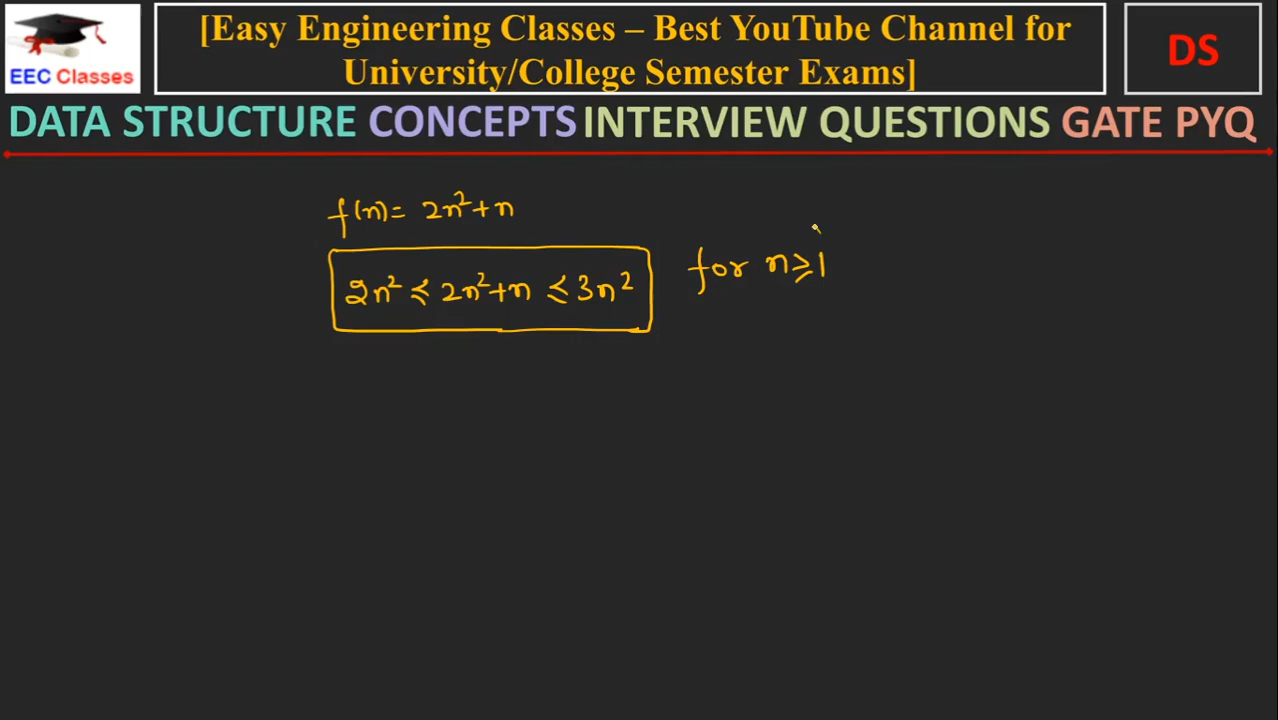 EEC Classes
[Easy Engineering Classes – Best YouTube Channel for
University/College Semester Exams]
DS
DATA STRUCTURE CONCEPTS INTERVIEW QUESTIONS GATE PYQ
f(n) = 2n²+n
2n² ⩽ 2n²+n ⩽ 3n² for n⩾1